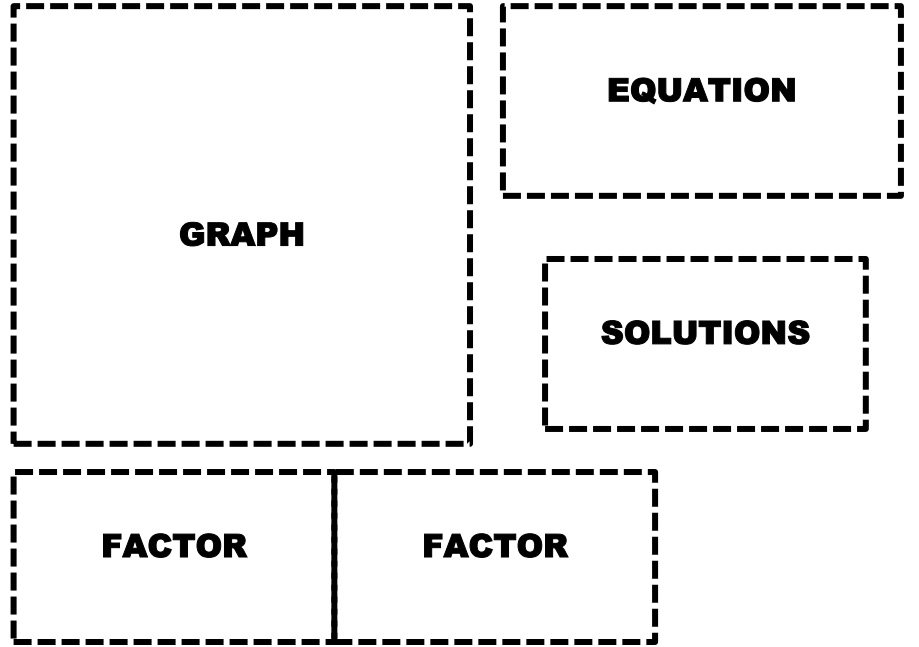 EQUATION
GRAPH
SOLUTIONS
FACTOR
FACTOR